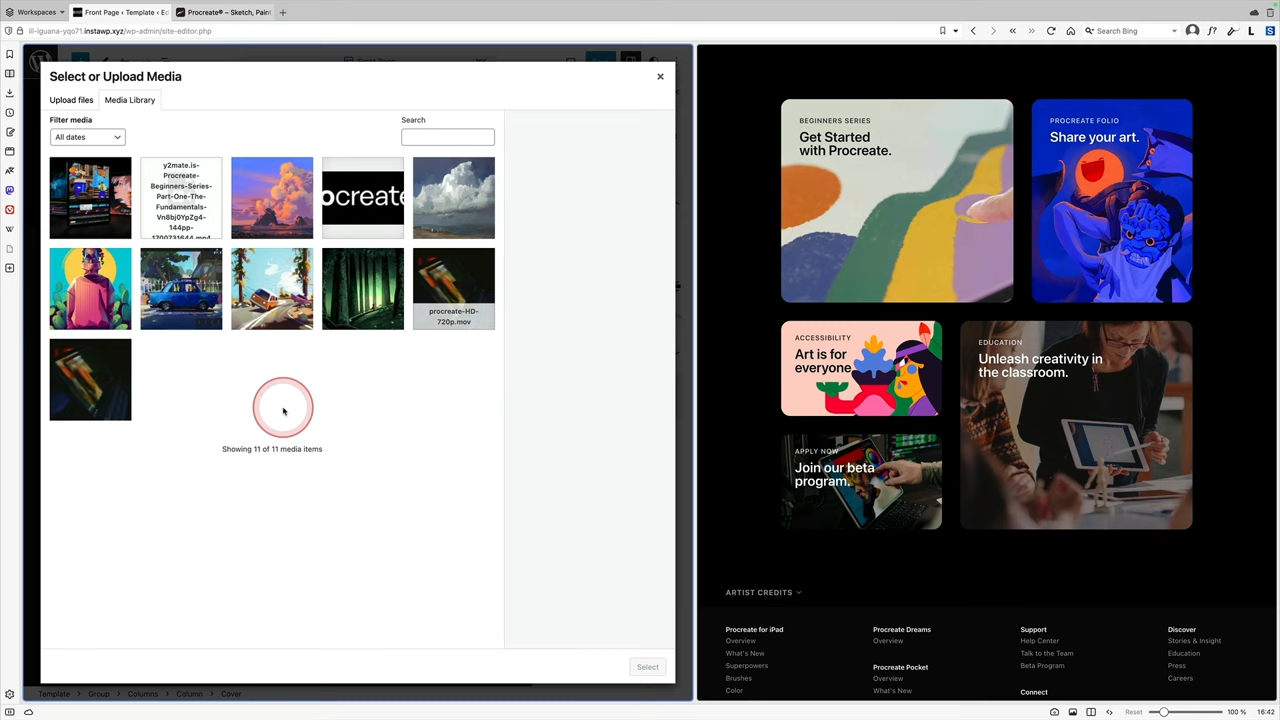 Workspaces
Front Page ‹ Template ‹ Ec
Procreate® – Sketch, Paint
lll-iguana-yqo71.instawp.xyz/wp-admin/site-editor.php
Search Bing
Select or Upload Media
Upload files
Media Library
Filter media
All dates
Search
y2mate.is-
Procreate-
Beginners-Series-
Part-One-The-
Fundamentals-
Vn8bj0YpZg4-
144pp-
1700731644.mp4
ocreate
procreate-HD-
720p.mov
Showing 11 of 11 media items
Select
Template
Group
Columns
Column
Cover
BEGINNERS SERIES
Get Started
with Procreate.
PROCREATE FOLIO
Share your art.
ACCESSIBILITY
Art is for
everyone.
EDUCATION
Unleash creativity in
the classroom.
APPLY NOW
Join our beta
program.
ARTIST CREDITS
Procreate for iPad
Overview
What's New
Superpowers
Brushes
Color
Procreate Dreams
Overview
Procreate Pocket
Overview
What's New
Support
Help Center
Talk to the Team
Beta Program
Connect
Discover
Stories & Insight
Education
Press
Careers
Reset
100 %
16:42